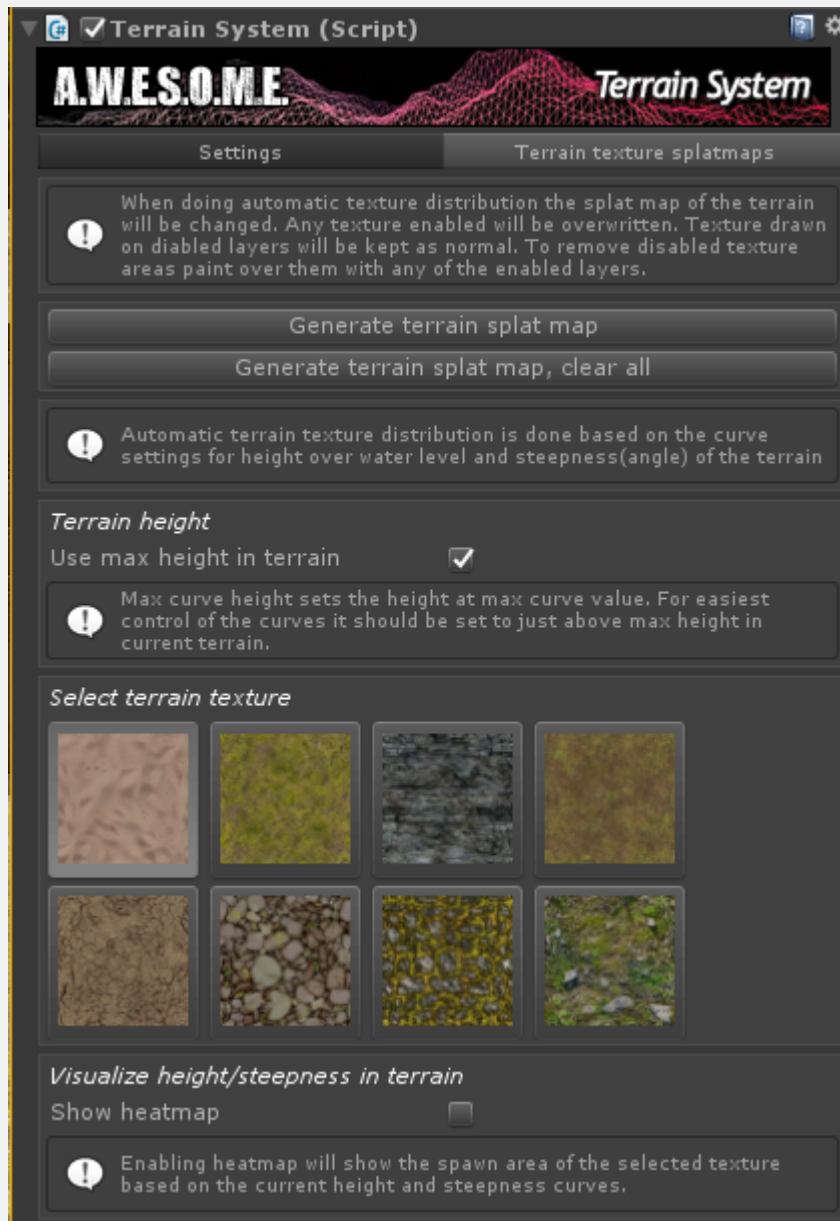 Terrain System (Script)
A.W.E.S.O.M.E. Terrain System
Settings Terrain texture splatmaps
When doing automatic texture distribution the splat map of the terrain
will be changed. Any texture enabled will be overwritten. Texture drawn
on diabled layers will be kept as normal. To remove disabled texture
areas paint over them with any of the enabled layers.
Generate terrain splat map
Generate terrain splat map, clear all
Automatic terrain texture distribution is done based on the curve
settings for height over water level and steepness(angle) of the terrain
Terrain height
Use max height in terrain
Max curve height sets the height at max curve value. For easiest
control of the curves it should be set to just above max height in
current terrain.
Select terrain texture
Visualize height/steepness in terrain
Show heatmap
Enabling heatmap will show the spawn area of the selected texture
based on the current height and steepness curves.